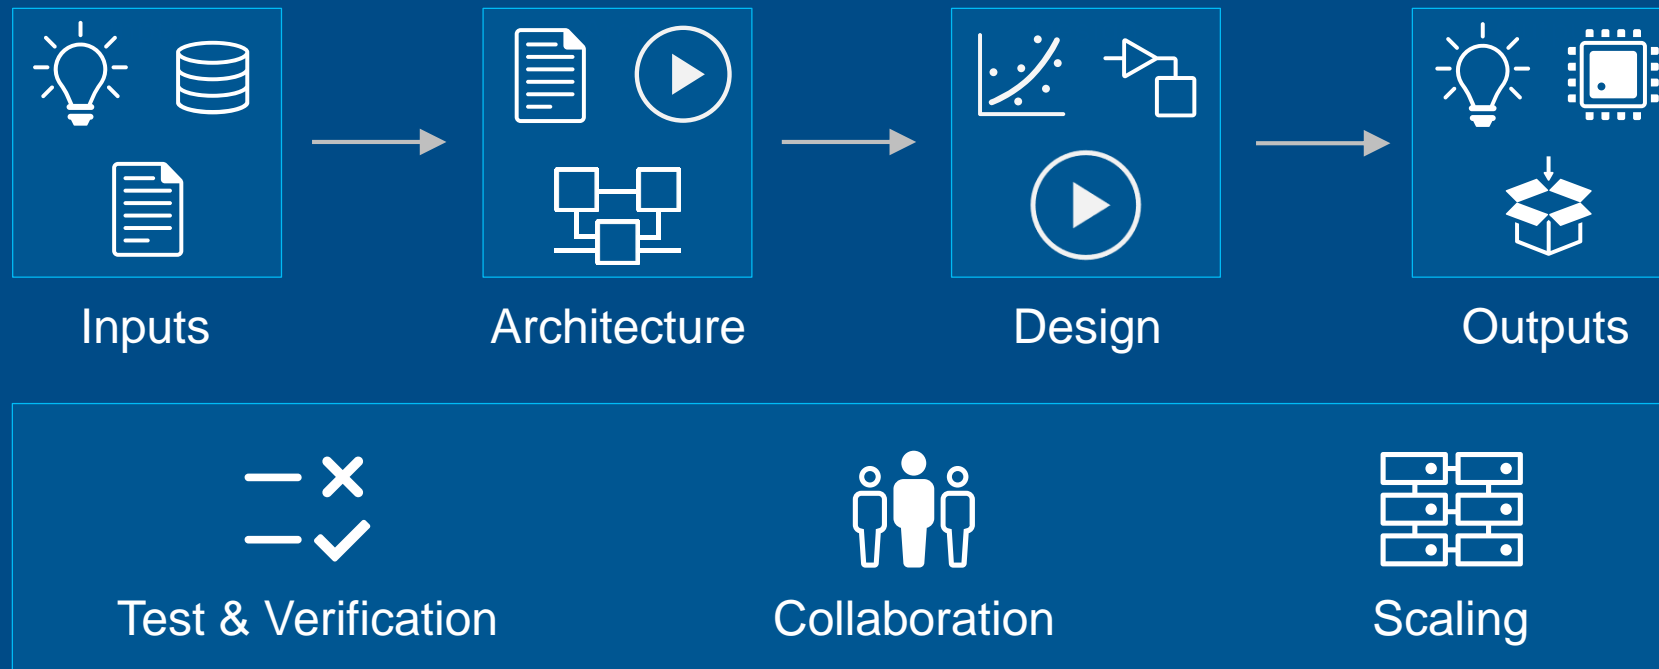 Inputs
Architecture
Design
Outputs
Test & Verification
Collaboration
Scaling